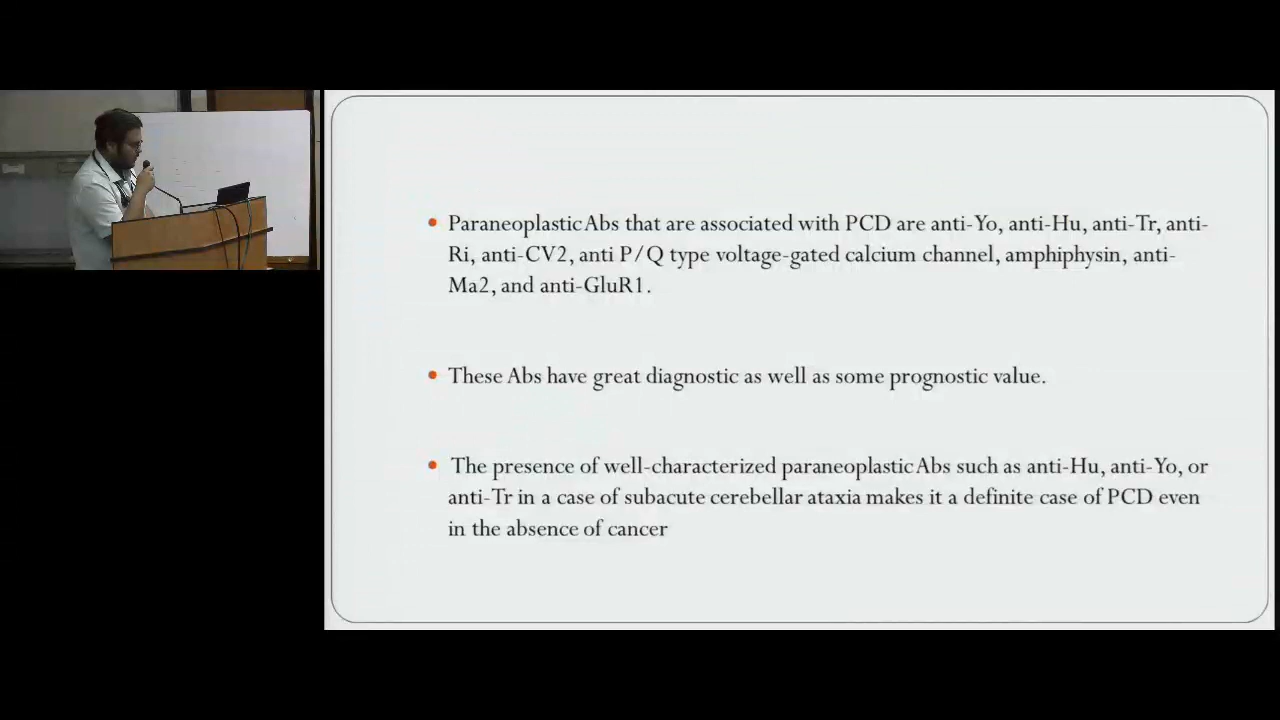 Paraneoplastic Abs that are associated with PCD are anti-Yo, anti-Hu, anti-Tr, anti-
Ri, anti-CV2, anti P/Q type voltage-gated calcium channel, amphiphysin, anti-
Ma2, and anti-GluR1.
These Abs have great diagnostic as well as some prognostic value.
The presence of well-characterized paraneoplastic Abs such as anti-Hu, anti-Yo, or
anti-Tr in a case of subacute cerebellar ataxia makes it a definite case of PCD even
in the absence of cancer